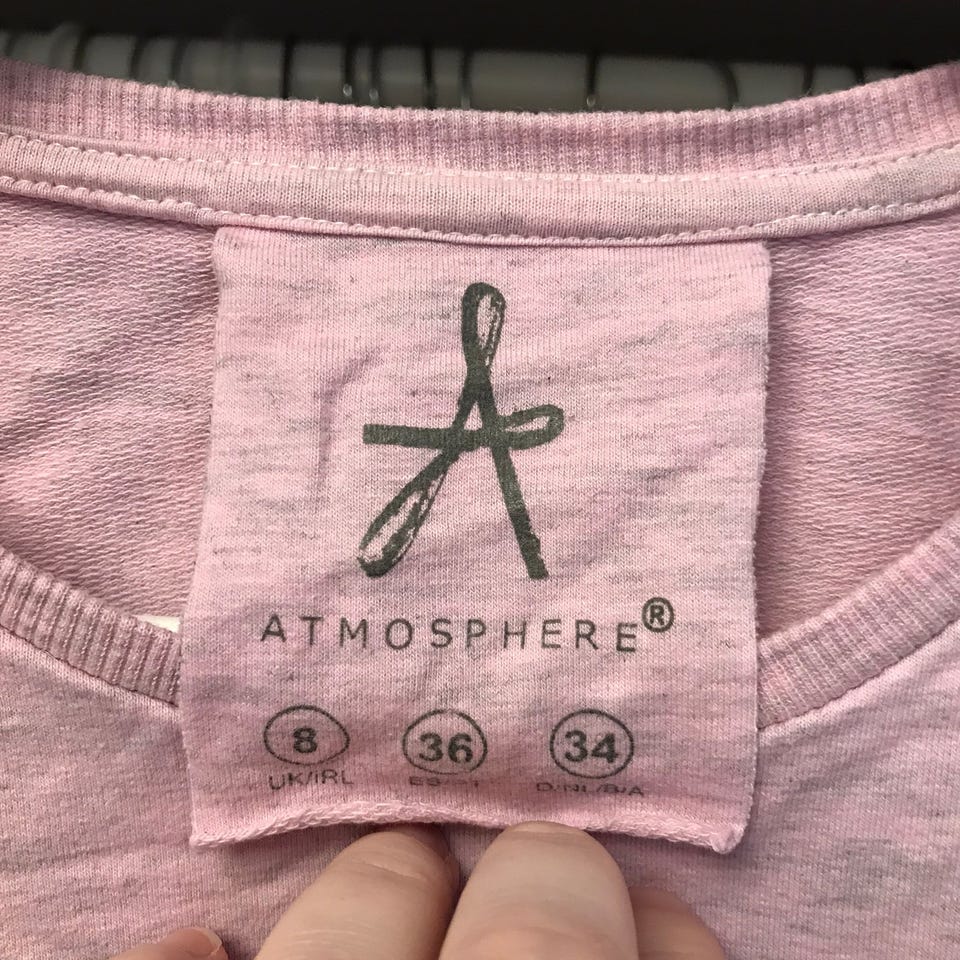 ATMOSPHERE®
8 36 34
UK/IRL D/NL/B/A